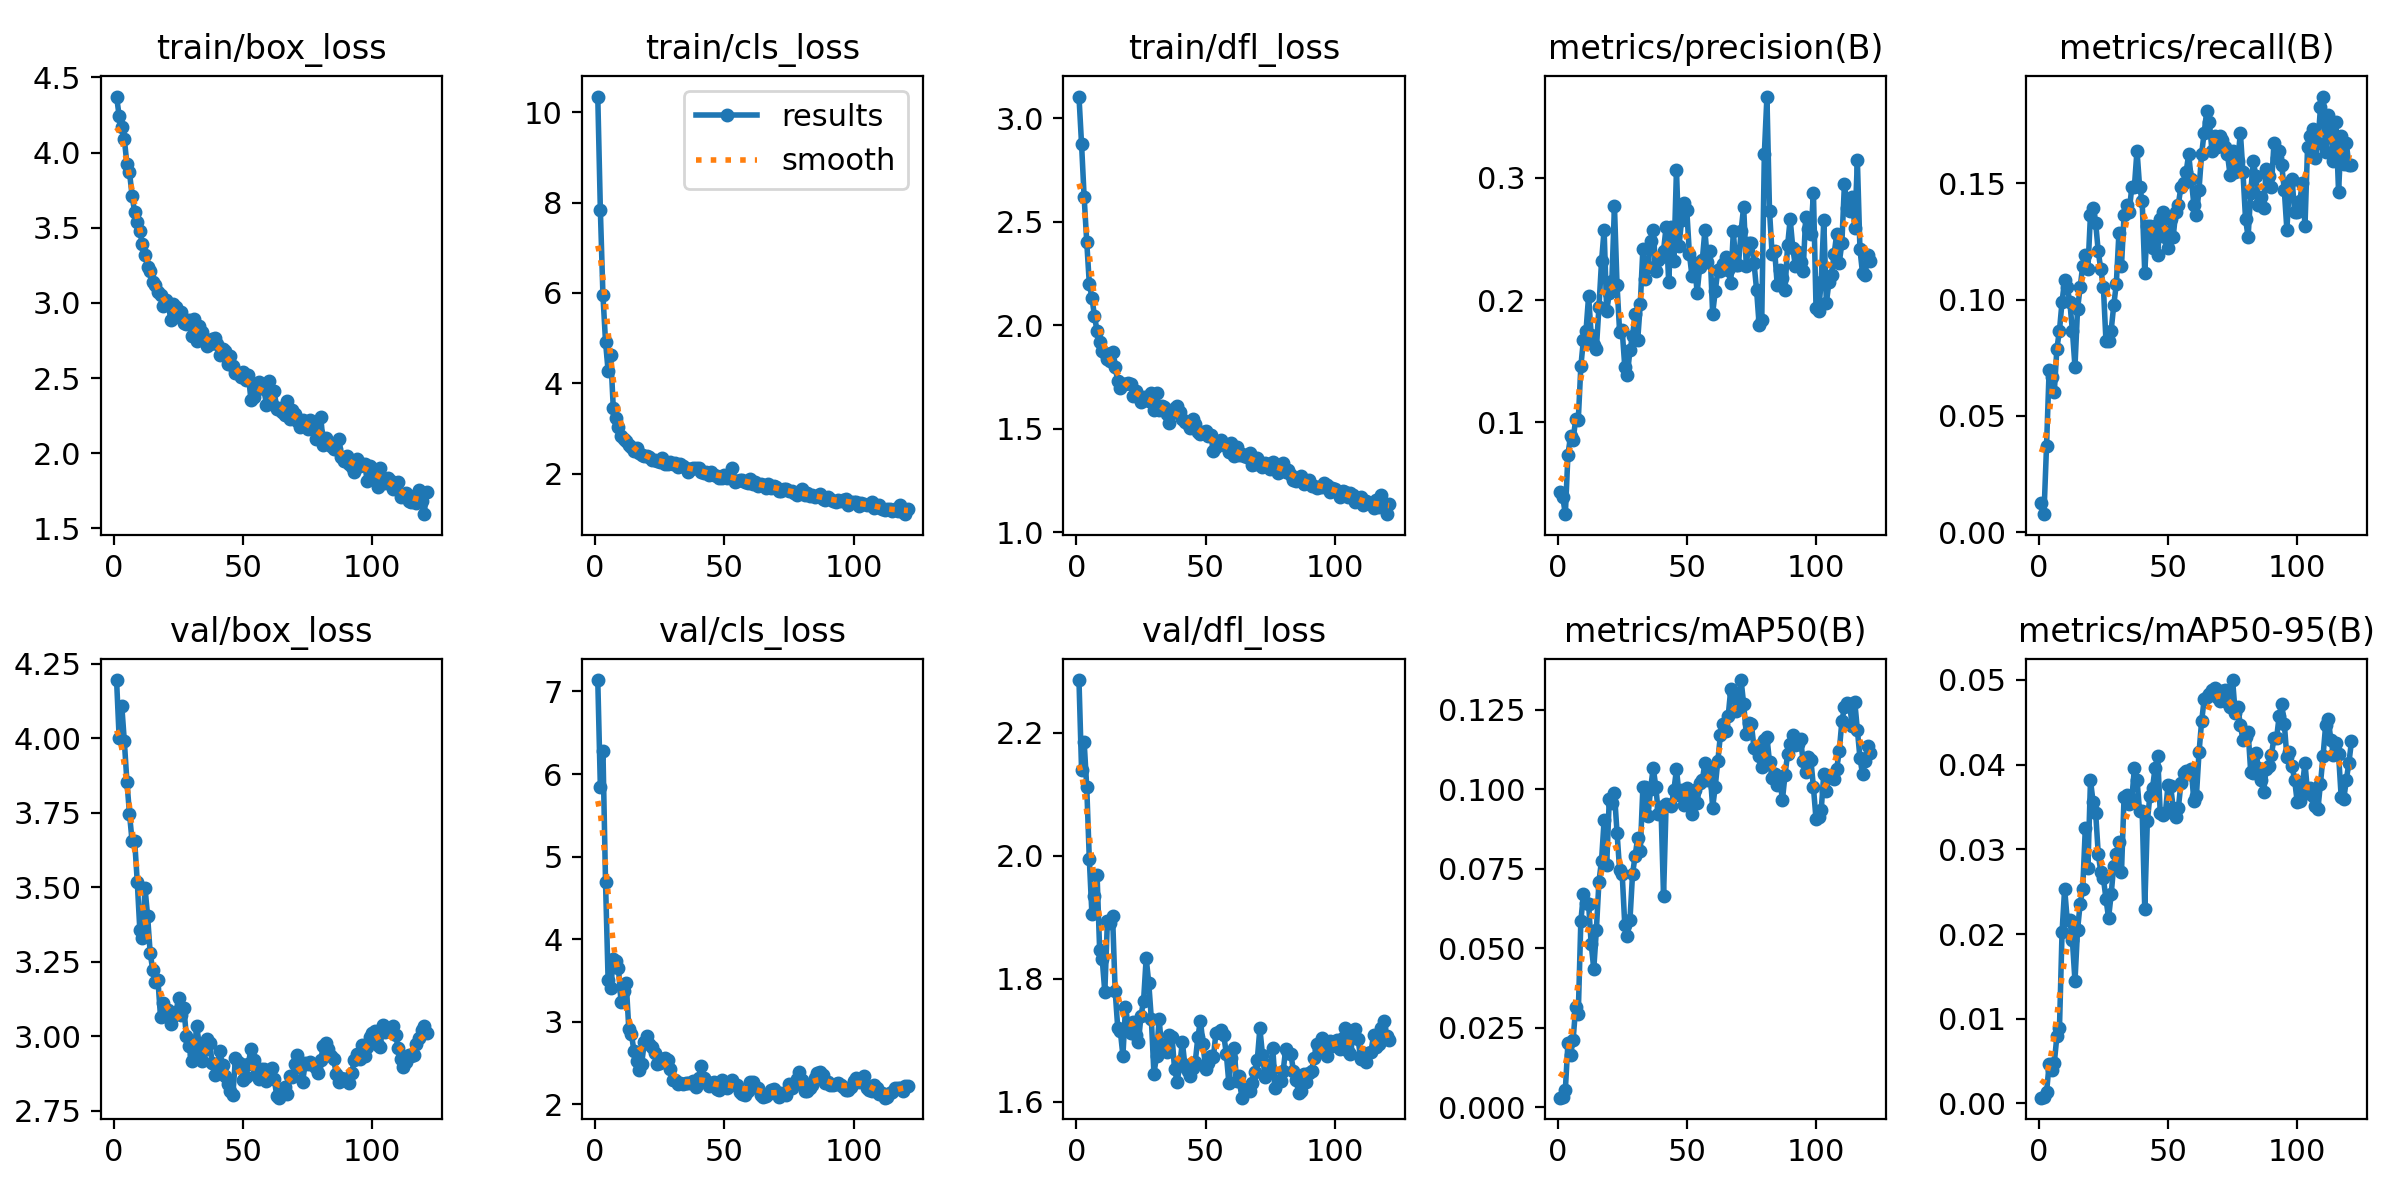 train/box_loss
4.5
4.0
3.5
3.0
2.5
2.0
1.5
0 50 100
train/cls_loss
results
smooth
10
8
6
4
2
0 50 100
train/dfl_loss
3.0
2.5
2.0
1.5
1.0
0 50 100
metrics/precision(B)
0.3
0.2
0.1
0 50 100
metrics/recall(B)
0.15
0.10
0.05
0.00
0 50 100
val/box_loss
4.25
4.00
3.75
3.50
3.25
3.00
2.75
0 50 100
val/cls_loss
7
6
5
4
3
2
0 50 100
val/dfl_loss
2.2
2.0
1.8
1.6
0 50 100
metrics/mAP50(B)
0.125
0.100
0.075
0.050
0.025
0.000
0 50 100
metrics/mAP50-95(B)
0.05
0.04
0.03
0.02
0.01
0.00
0 50 100